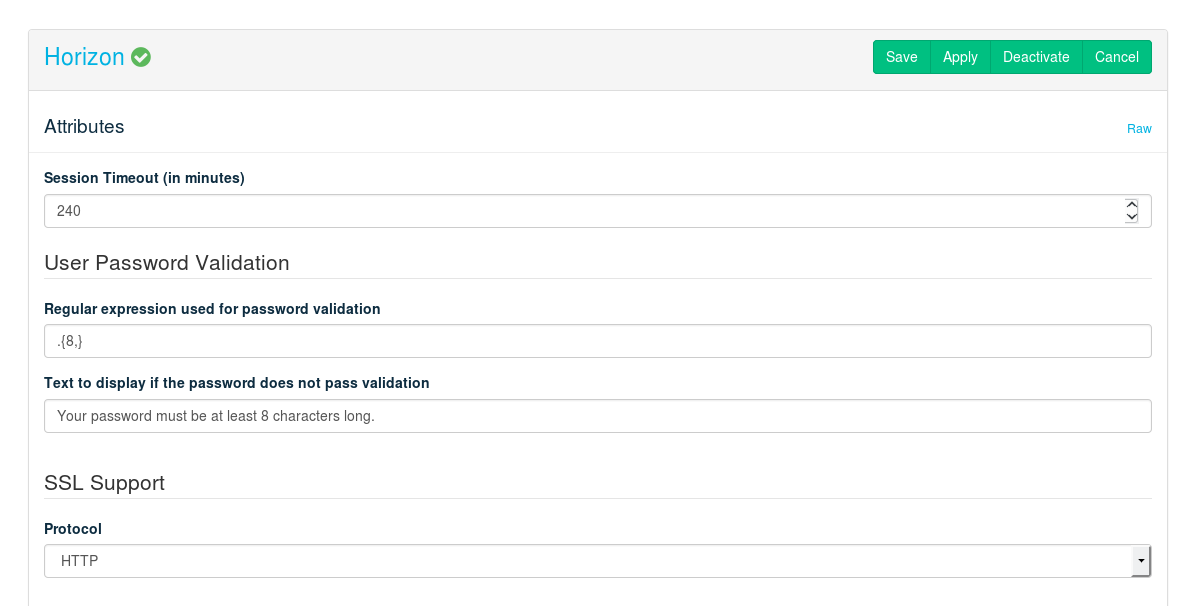 Horizon
Save Apply Deactivate Cancel
Attributes
Raw
Session Timeout (in minutes)
240
User Password Validation
Regular expression used for password validation
.{8,}
Text to display if the password does not pass validation
Your password must be at least 8 characters long.
SSL Support
Protocol
HTTP